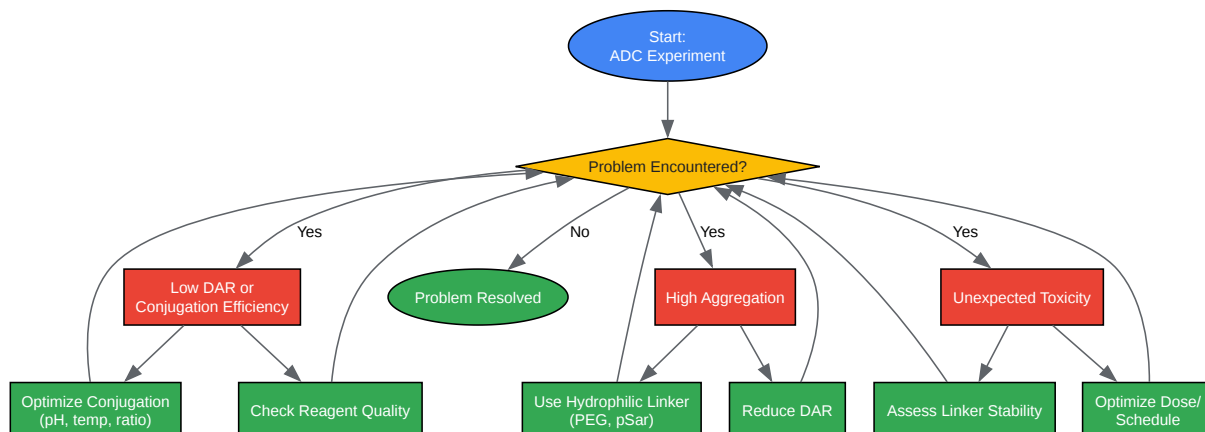 Start:
ADC Experiment
Problem Encountered?
Yes
No
Yes
Yes
Low DAR or
Conjugation Efficiency
Problem Resolved
High Aggregation
Unexpected Toxicity
Optimize Conjugation
(pH, temp, ratio)
Check Reagent Quality
Use Hydrophilic Linker
(PEG, pSar)
Reduce DAR
Assess Linker Stability
Optimize Dose/
Schedule